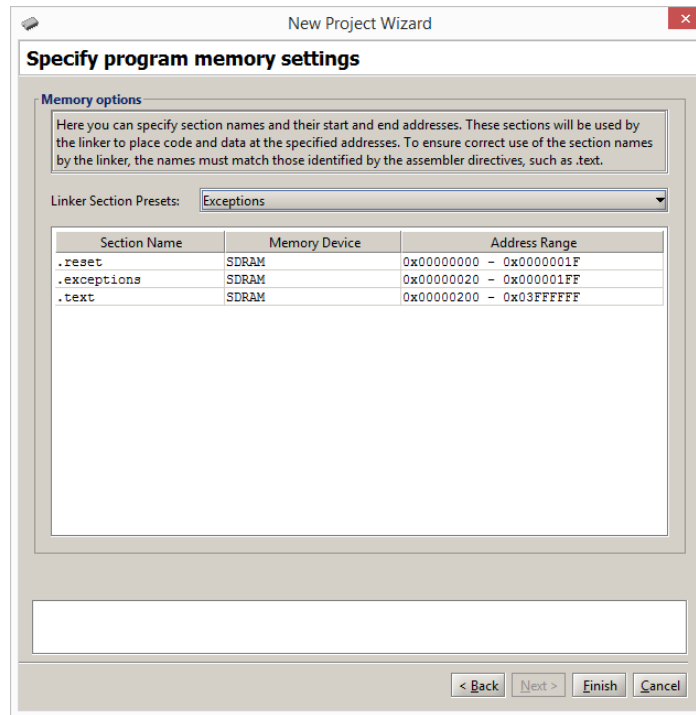 New Project Wizard
Specify program memory settings
Memory options
Here you can specify section names and their start and end addresses. These sections will be used by
the linker to place code and data at the specified addresses. To ensure correct use of the section names
by the linker, the names must match those identified by the assembler directives, such as .text.
Linker Section Presets: Exceptions
Section Name Memory Device Address Range
.reset SDRAM 0x00000000 - 0x0000001F
.exceptions SDRAM 0x00000020 - 0x000001FF
.text SDRAM 0x00000200 - 0x03FFFFFF
< Back Next > Finish Cancel